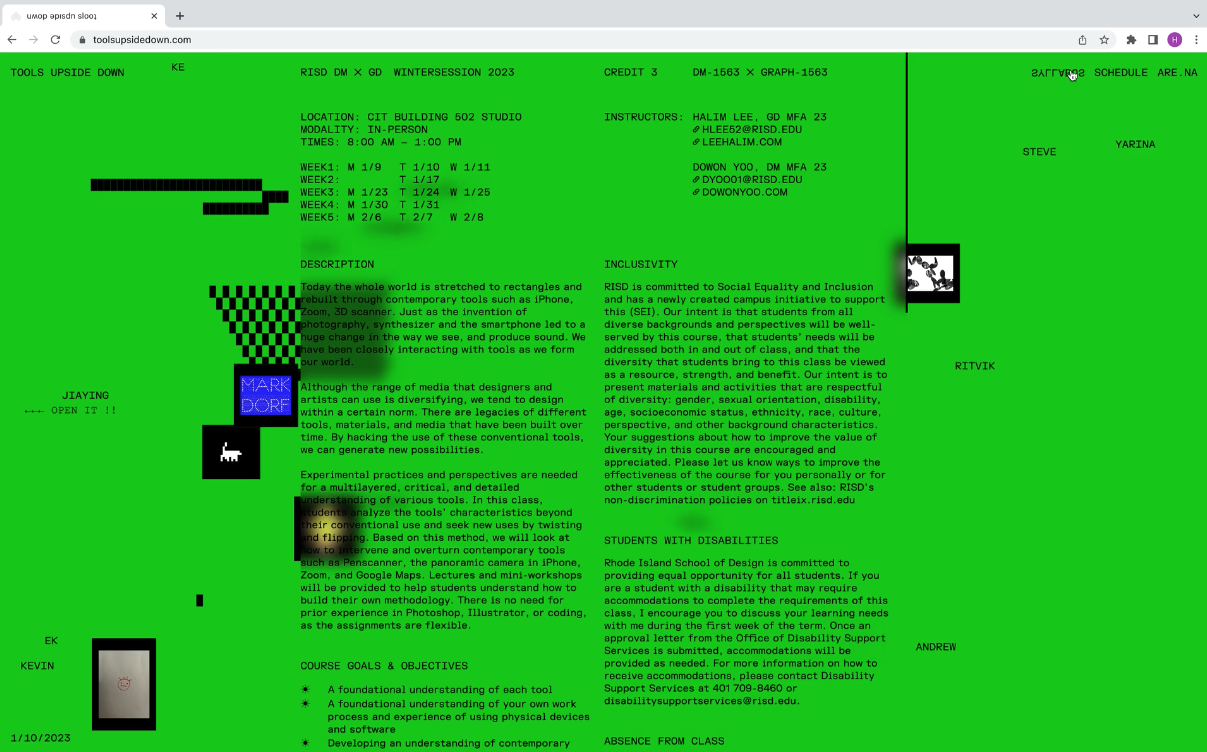 tools upside down
toolsupsidedown.com
H
TOOLS UPSIDE DOWN
KE
RISD DM × GD WINTERSESSION 2023
CREDIT 3
DM-1563 × GRAPH-1563
SYLLABUS
SCHEDULE
ARE.NA
LOCATION: CIT BUILDING 502 STUDIO
MODALITY: IN-PERSON
TIMES: 8:00 AM – 1:00 PM
WEEK1: M 1/9 T 1/10 W 1/11
WEEK2: T 1/17
WEEK3: M 1/23 T 1/24 W 1/25
WEEK4: M 1/30 T 1/31
WEEK5: M 2/6 T 2/7 W 2/8
INSTRUCTORS: HALIM LEE, GD MFA 23
HLEE52@RISD.EDU
LEEHALIM.COM
DOWON YOO, DM MFA 23
DYOO01@RISD.EDU
DOWONYOO.COM
STEVE
YARINA
DESCRIPTION
Today the whole world is stretched to rectangles and
rebuilt through contemporary tools such as iPhone,
Zoom, 3D scanner. Just as the invention of
photography, synthesizer and the smartphone led to a
huge change in the way we see, and produce sound. We
have been closely interacting with tools as we form
our world.
Although the range of media that designers and
artists can use is diversifying, we tend to design
within a certain norm. There are legacies of different
tools, materials, and media that have been built over
time. By hacking the use of these conventional tools,
we can generate new possibilities.
Experimental practices and perspectives are needed
for a multilayered, critical, and detailed
understanding of various tools. In this class,
students analyze the tools' characteristics beyond
their conventional use and seek new uses by twisting
and flipping. Based on this method, we will look at
how to intervene and overturn contemporary tools
such as Penscanner, the panoramic camera in iPhone,
Zoom, and Google Maps. Lectures and mini-workshops
will be provided to help students understand how to
build their own methodology. There is no need for
prior experience in Photoshop, Illustrator, or coding,
as the assignments are flexible.
COURSE GOALS & OBJECTIVES
☀ A foundational understanding of each tool
☀ A foundational understanding of your own work
process and experience of using physical devices
and software
☀ Developing an understanding of contemporary
INCLUSIVITY
RISD is committed to Social Equality and Inclusion
and has a newly created campus initiative to support
this (SEI). Our intent is that students from all
diverse backgrounds and perspectives will be well-
served by this course, that students' needs will be
addressed both in and out of class, and that the
diversity that students bring to this class be viewed
as a resource, strength, and benefit. Our intent is to
present materials and activities that are respectful
of diversity: gender, sexual orientation, disability,
age, socioeconomic status, ethnicity, race, culture,
perspective, and other background characteristics.
Your suggestions about how to improve the value of
diversity in this course are encouraged and
appreciated. Please let us know ways to improve the
effectiveness of the course for you personally or for
other students or student groups. See also: RISD's
non-discrimination policies on titleix.risd.edu
STUDENTS WITH DISABILITIES
Rhode Island School of Design is committed to
providing equal opportunity for all students. If you
are a student with a disability that may require
accommodations to complete the requirements of this
class, I encourage you to discuss your learning needs
with me during the first week of the term. Once an
approval letter from the Office of Disability Support
Services is submitted, accommodations will be
provided as needed. For more information on how to
receive accommodations, please contact Disability
Support Services at 401 709-8460 or
disabilitysupportservices@risd.edu.
ABSENCE FROM CLASS
MARK
DORF
JIAYING
←←← OPEN IT !!
RITVIK
EK
KEVIN
ANDREW
1/10/2023